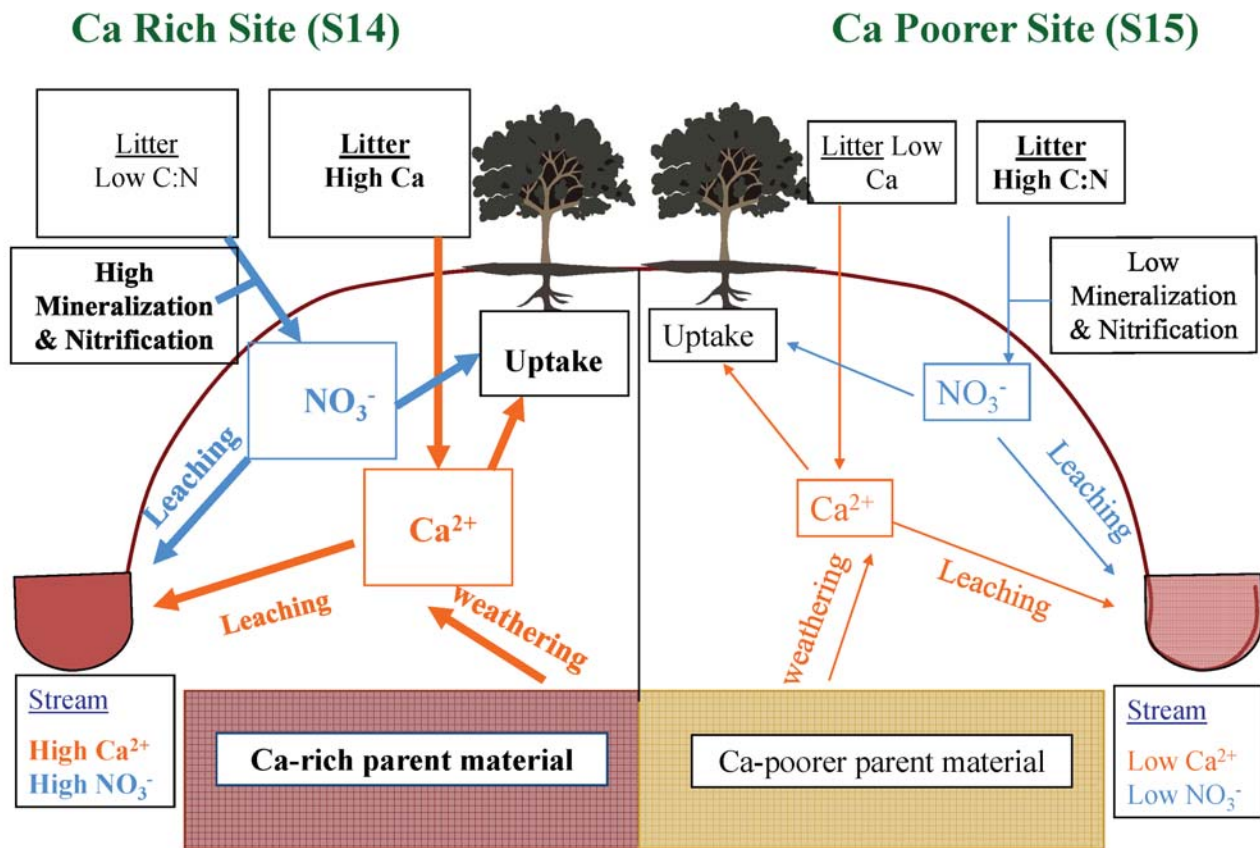 Ca Rich Site (S14)
Ca Poorer Site (S15)
Litter
Low C:N
Litter
High Ca
Litter Low
Ca
Litter
High C:N
High
Mineralization
& Nitrification
Low
Mineralization
& Nitrification
Uptake
Uptake
NO₃⁻
NO₃⁻
Leaching
Leaching
Ca²⁺
Ca²⁺
Leaching
weathering
weathering
Leaching
Stream
High Ca²⁺
High NO₃⁻
Ca-rich parent material
Ca-poorer parent material
Stream
Low Ca²⁺
Low NO₃⁻